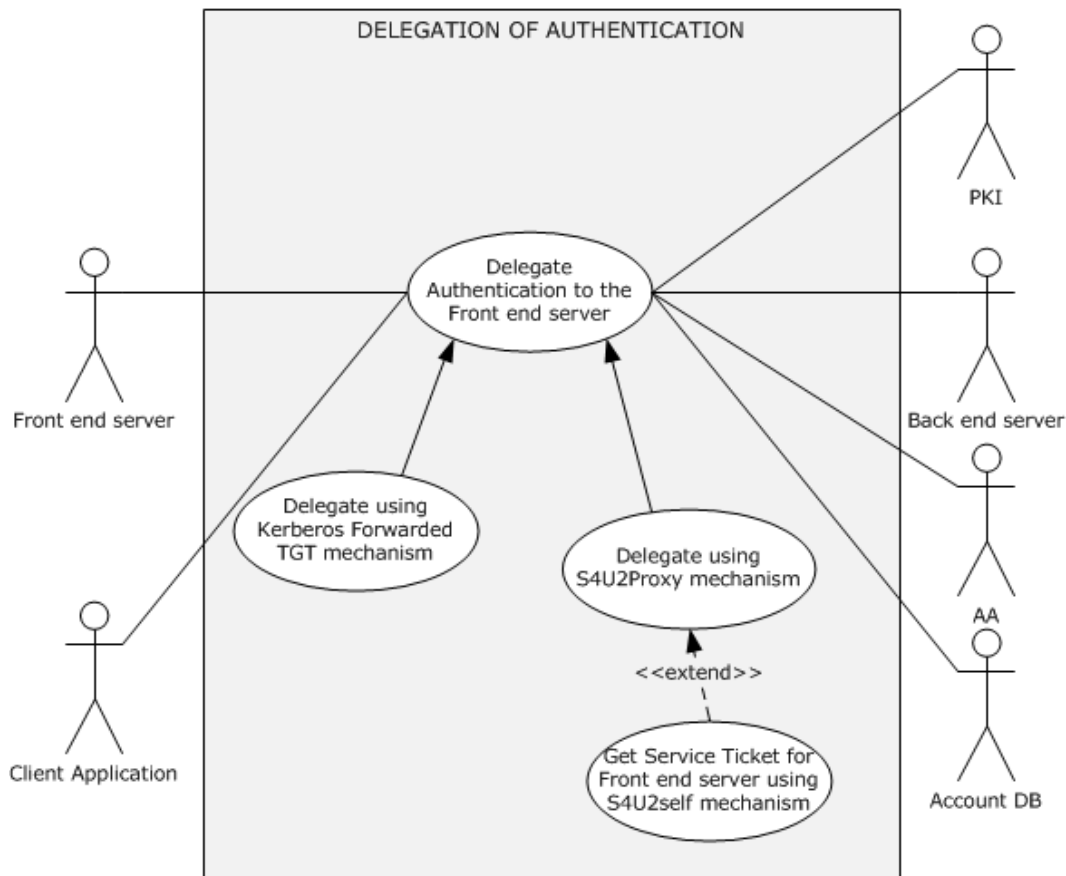 DELEGATION OF AUTHENTICATION
PKI
Delegate
Authentication to the
Front end server
Front end server
Back end server
Delegate using
Kerberos Forwarded
TGT mechanism
Delegate using
S4U2Proxy mechanism
AA
<<extend>>
Client Application
Get Service Ticket for
Front end server using
S4U2self mechanism
Account DB